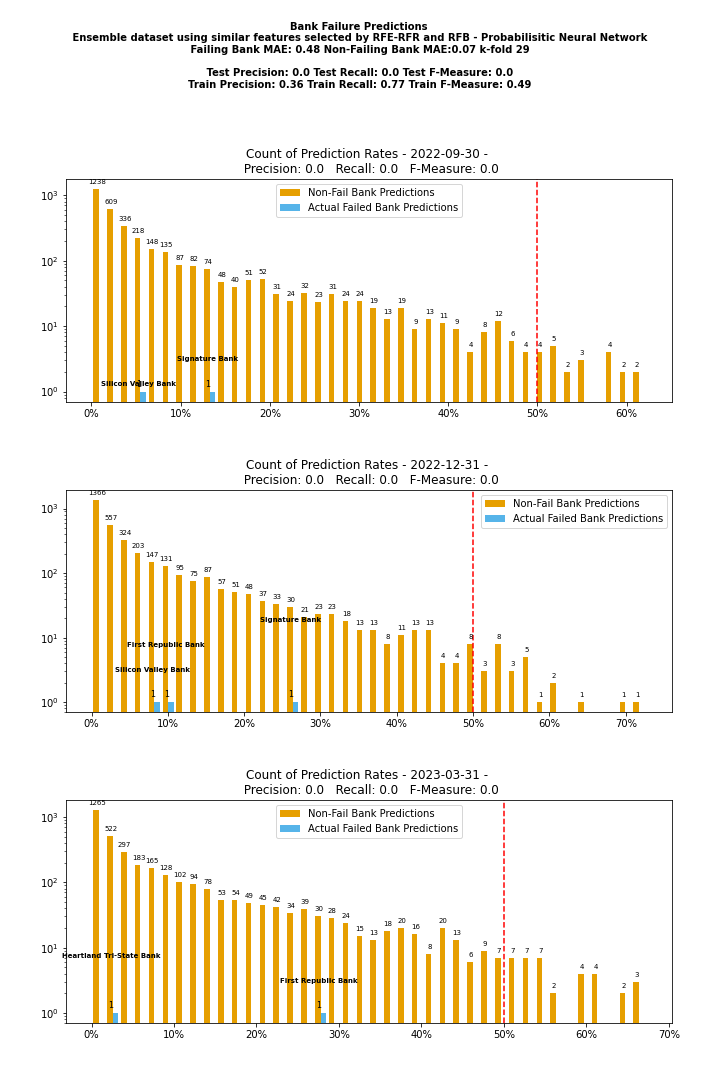 Bank Failure Predictions
Ensemble dataset using similar features selected by RFE-RFR and RFB - Probabilisitic Neural Network
Failing Bank MAE: 0.48 Non-Failing Bank MAE:0.07 k-fold 29
Test Precision: 0.0 Test Recall: 0.0 Test F-Measure: 0.0
Train Precision: 0.36 Train Recall: 0.77 Train F-Measure: 0.49
Count of Prediction Rates - 2022-09-30 -
Precision: 0.0 Recall: 0.0 F-Measure: 0.0
Non-Fail Bank Predictions
Actual Failed Bank Predictions
10³
10²
10¹
10⁰
1238 609 336 218 148 135 87 82 74 48 40 51 52 31 24 32 23 31 24 24 19 13 19 9 13 11 9 4 8 12 6 4 4 5 2 3 4 2 2
Signature Bank
Silicon Valley Bank
1 1
0% 10% 20% 30% 40% 50% 60%
Count of Prediction Rates - 2022-12-31 -
Precision: 0.0 Recall: 0.0 F-Measure: 0.0
Non-Fail Bank Predictions
Actual Failed Bank Predictions
10³
10²
10¹
10⁰
1366 557 324 203 147 131 95 75 87 57 51 48 37 33 30 21 23 23 18 13 13 8 11 13 13 4 4 8 3 8 3 5 1 2 1 1 1
Signature Bank
First Republic Bank
Silicon Valley Bank
1 1 1
0% 10% 20% 30% 40% 50% 60% 70%
Count of Prediction Rates - 2023-03-31 -
Precision: 0.0 Recall: 0.0 F-Measure: 0.0
Non-Fail Bank Predictions
Actual Failed Bank Predictions
10³
10²
10¹
10⁰
1265 522 297 183 165 128 102 94 78 53 54 49 45 42 34 39 30 28 24 15 13 18 20 16 8 20 13 6 9 7 7 7 7 2 4 4 2 3
Heartland Tri-State Bank
First Republic Bank
1 1
0% 10% 20% 30% 40% 50% 60% 70%